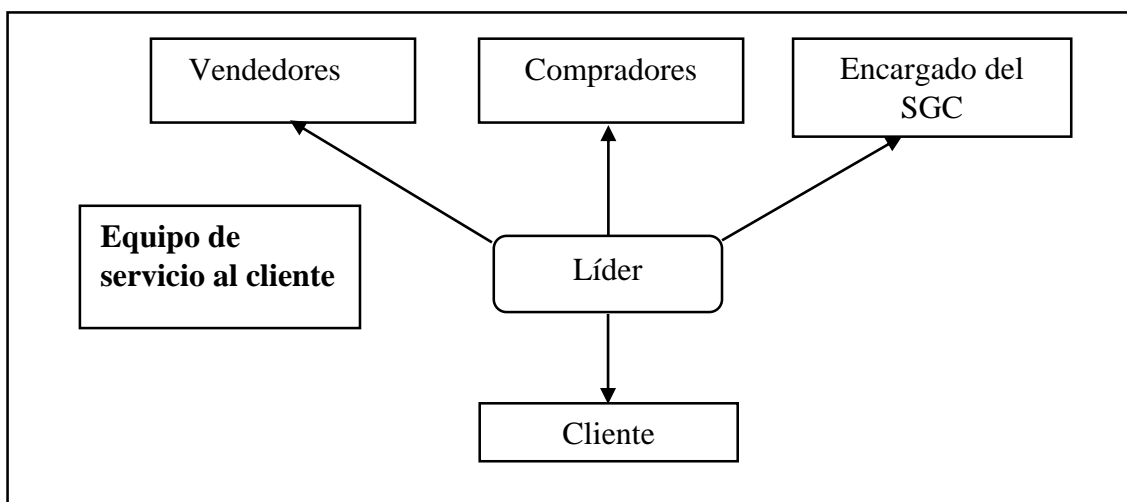 Vendedores
Compradores
Encargado del
SGC
Equipo de
servicio al cliente
Líder
Cliente